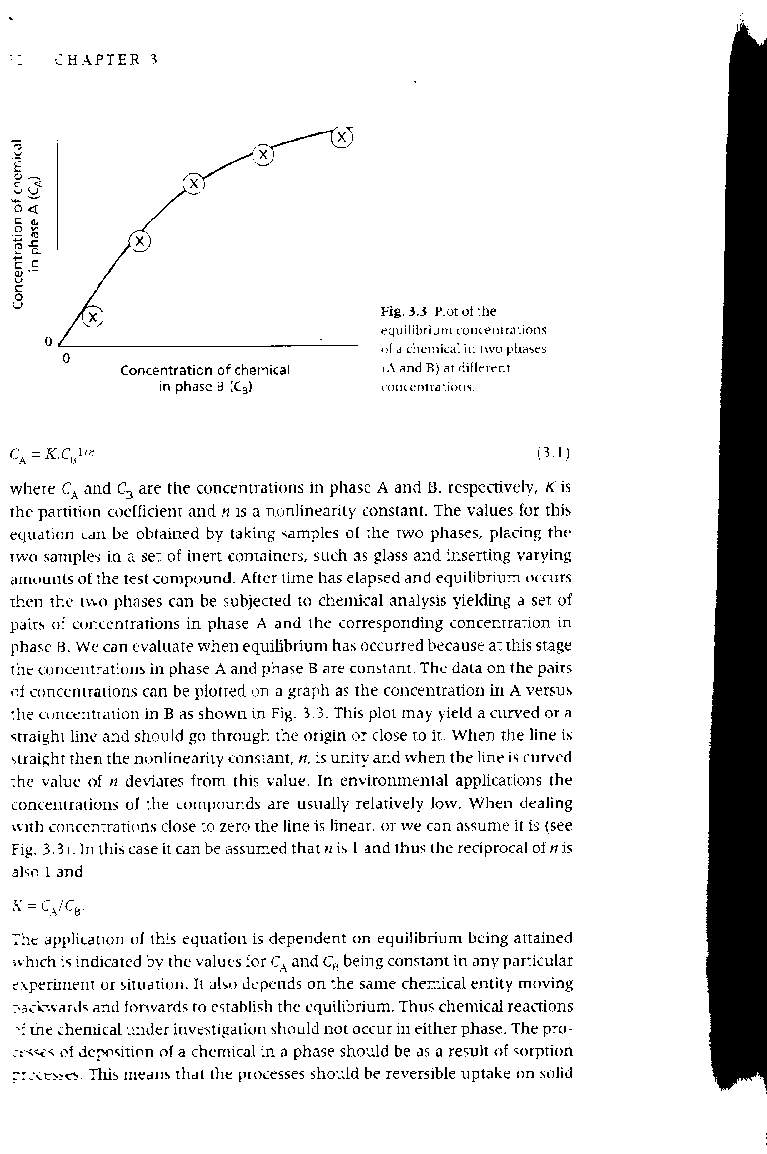 CHAPTER 3
Concentration of chemical
in phase A (C_A)
0
0
Concentration of chemical
in phase B (C_B)
Fig. 3.3 Plot of the
equilibrium concentrations
of a chemical in two phases
(A and B) at different
concentrations.
C_A = K.C_B^1/n (3.1)
where C_A and C_B are the concentrations in phase A and B, respectively, K is
the partition coefficient and n is a nonlinearity constant. The values for this
equation can be obtained by taking samples of the two phases, placing the
two samples in a set of inert containers, such as glass and inserting varying
amounts of the test compound. After time has elapsed and equilibrium occurs
then the two phases can be subjected to chemical analysis yielding a set of
pairs of concentrations in phase A and the corresponding concentration in
phase B. We can evaluate when equilibrium has occurred because at this stage
the concentrations in phase A and phase B are constant. The data on the pairs
of concentrations can be plotted on a graph as the concentration in A versus
the concentration in B as shown in Fig. 3.3. This plot may yield a curved or a
straight line and should go through the origin or close to it. When the line is
straight then the nonlinearity constant, n, is unity and when the line is curved
the value of n deviates from this value. In environmental applications the
concentrations of the compounds are usually relatively low. When dealing
with concentrations close to zero the line is linear, or we can assume it is (see
Fig. 3.3). In this case it can be assumed that n is 1 and thus the reciprocal of n is
also 1 and
K = C_A/C_B.
The application of this equation is dependent on equilibrium being attained
which is indicated by the values for C_A and C_B being constant in any particular
experiment or situation. It also depends on the same chemical entity moving
backwards and forwards to establish the equilibrium. Thus chemical reactions
of the chemical under investigation should not occur in either phase. The pro-
cesses of deposition of a chemical in a phase should be as a result of sorption
processes. This means that the processes should be reversible uptake on solid